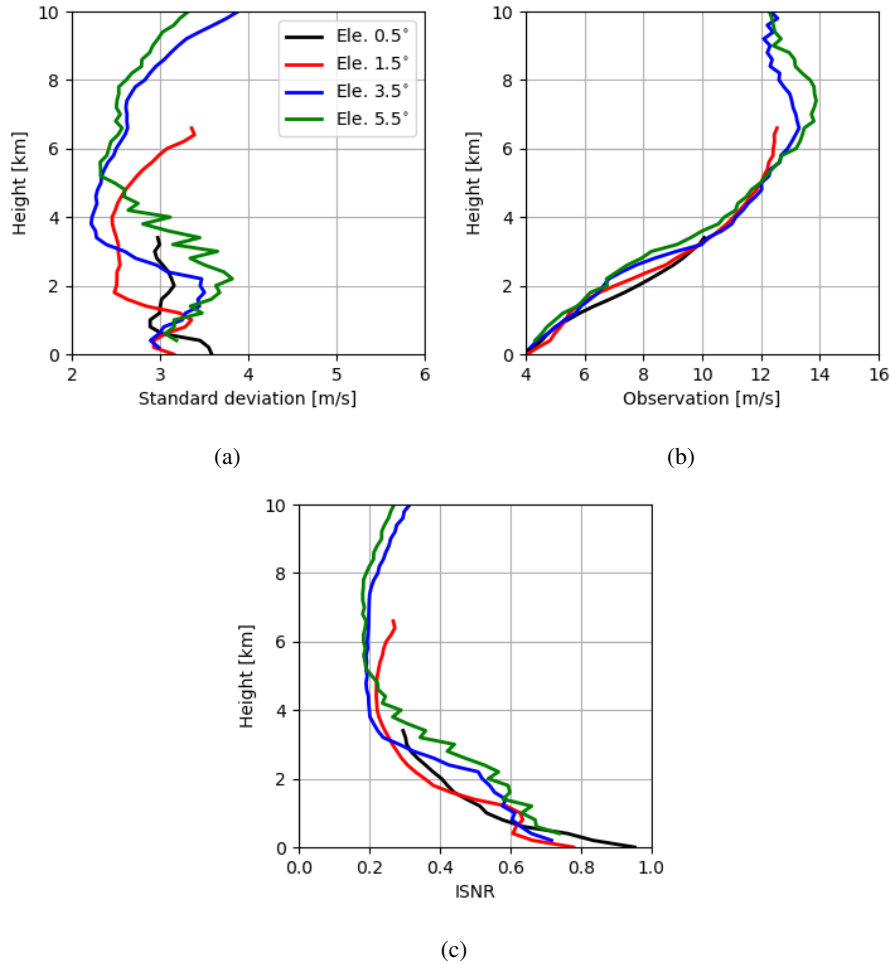 10
8
6
4
2
0
Height [km]
2
3
4
5
6
Standard deviation [m/s]
Ele. 0.5°
Ele. 1.5°
Ele. 3.5°
Ele. 5.5°
(a)
10
8
6
4
2
0
Height [km]
4
6
8
10
12
14
16
Observation [m/s]
(b)
10
8
6
4
2
0
Height [km]
0.0
0.2
0.4
0.6
0.8
1.0
ISNR
(c)